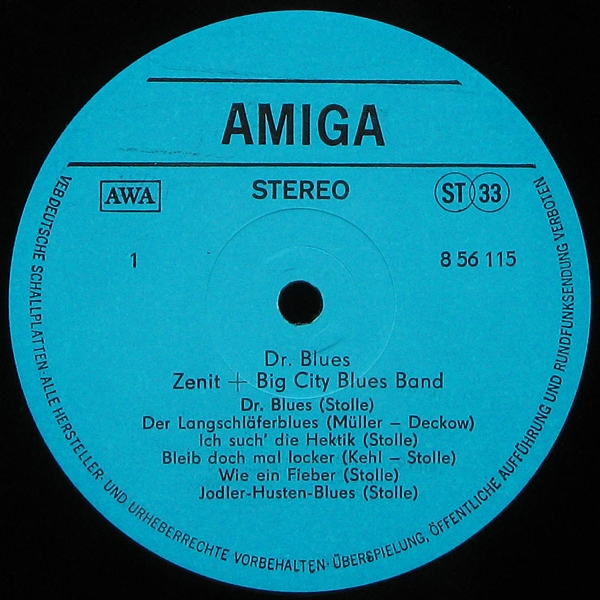 AMIGA
AWA
STEREO
ST 33
1
8 56 115
Dr. Blues
Zenit + Big City Blues Band
Dr. Blues (Stolle)
Der Langschläferblues (Müller – Deckow)
Ich such' die Hektik (Stolle)
Bleib doch mal locker (Kehl – Stolle)
Wie ein Fieber (Stolle)
Jodler-Husten-Blues (Stolle)
VEB DEUTSCHE SCHALLPLATTEN · ALLE HERSTELLER- UND URHEBERRECHTE VORBEHALTEN · ÜBERSPIELUNG, ÖFFENTLICHE AUFFÜHRUNG UND RUNDFUNKSENDUNG VERBOTEN